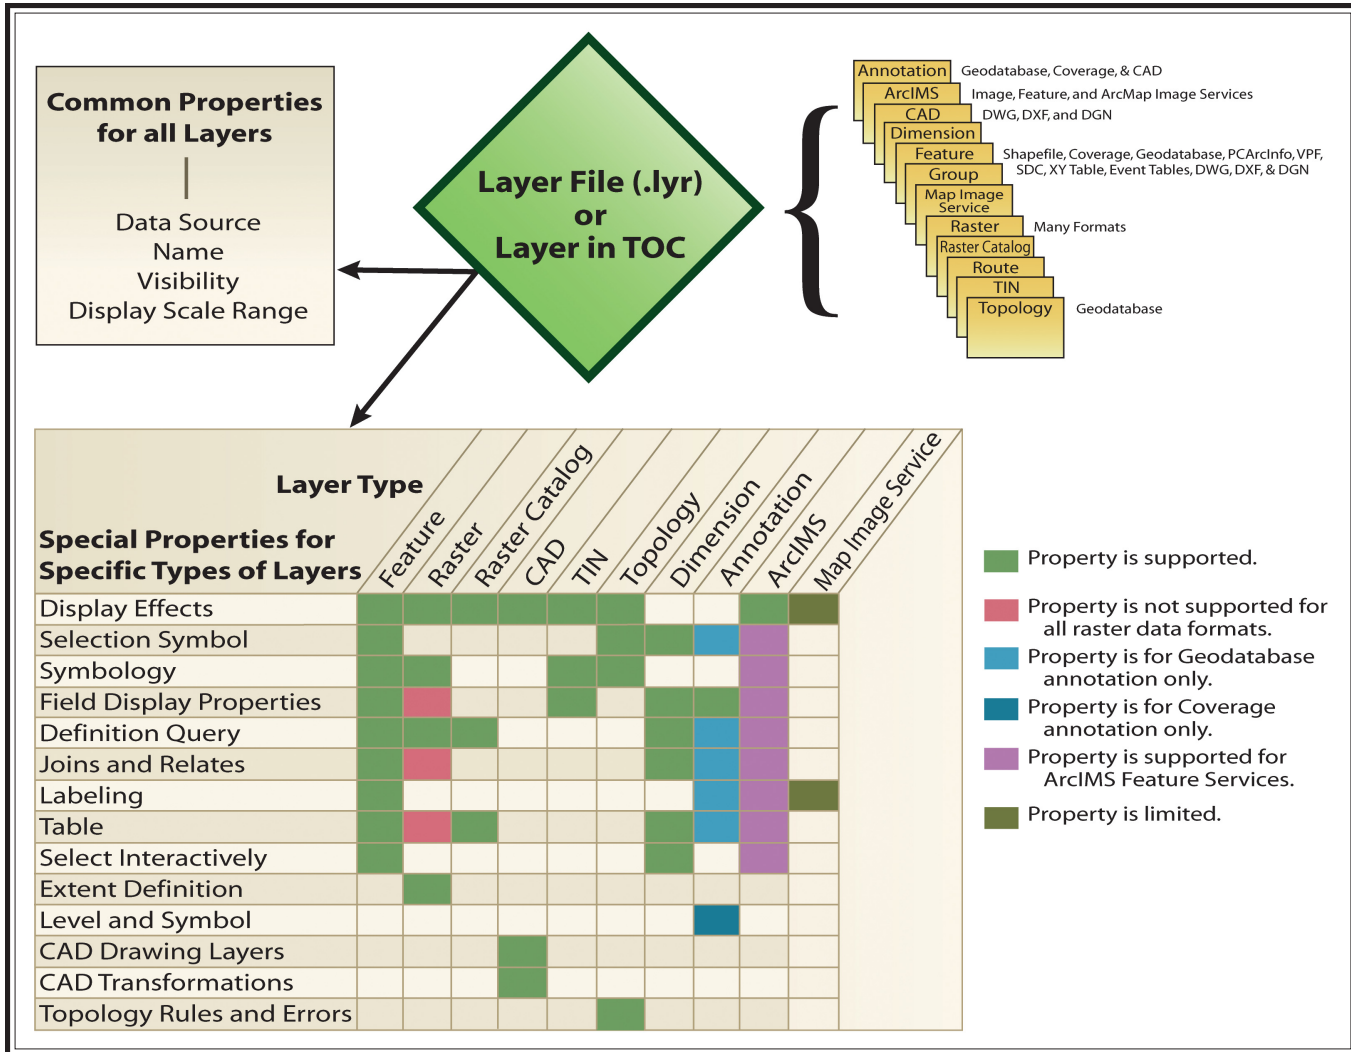 Common Properties
for all Layers
Data Source
Name
Visibility
Display Scale Range
Layer File (.lyr)
or
Layer in TOC
Annotation
Geodatabase, Coverage, & CAD
ArcIMS
Image, Feature, and ArcMap Image Services
CAD
DWG, DXF, and DGN
Dimension
Feature
Shapefile, Coverage, Geodatabase, PCArcInfo, VPF,
SDC, XY Table, Event Tables, DWG, DXF, & DGN
Group
Map Image
Service
Raster
Many Formats
Raster Catalog
Route
TIN
Topology
Geodatabase
Layer Type
Special Properties for
Specific Types of Layers
Feature
Raster
Raster Catalog
CAD
TIN
Topology
Dimension
Annotation
ArcIMS
Map Image Service
Display Effects
Selection Symbol
Symbology
Field Display Properties
Definition Query
Joins and Relates
Labeling
Table
Select Interactively
Extent Definition
Level and Symbol
CAD Drawing Layers
CAD Transformations
Topology Rules and Errors
Property is supported.
Property is not supported for
all raster data formats.
Property is for Geodatabase
annotation only.
Property is for Coverage
annotation only.
Property is supported for
ArcIMS Feature Services.
Property is limited.